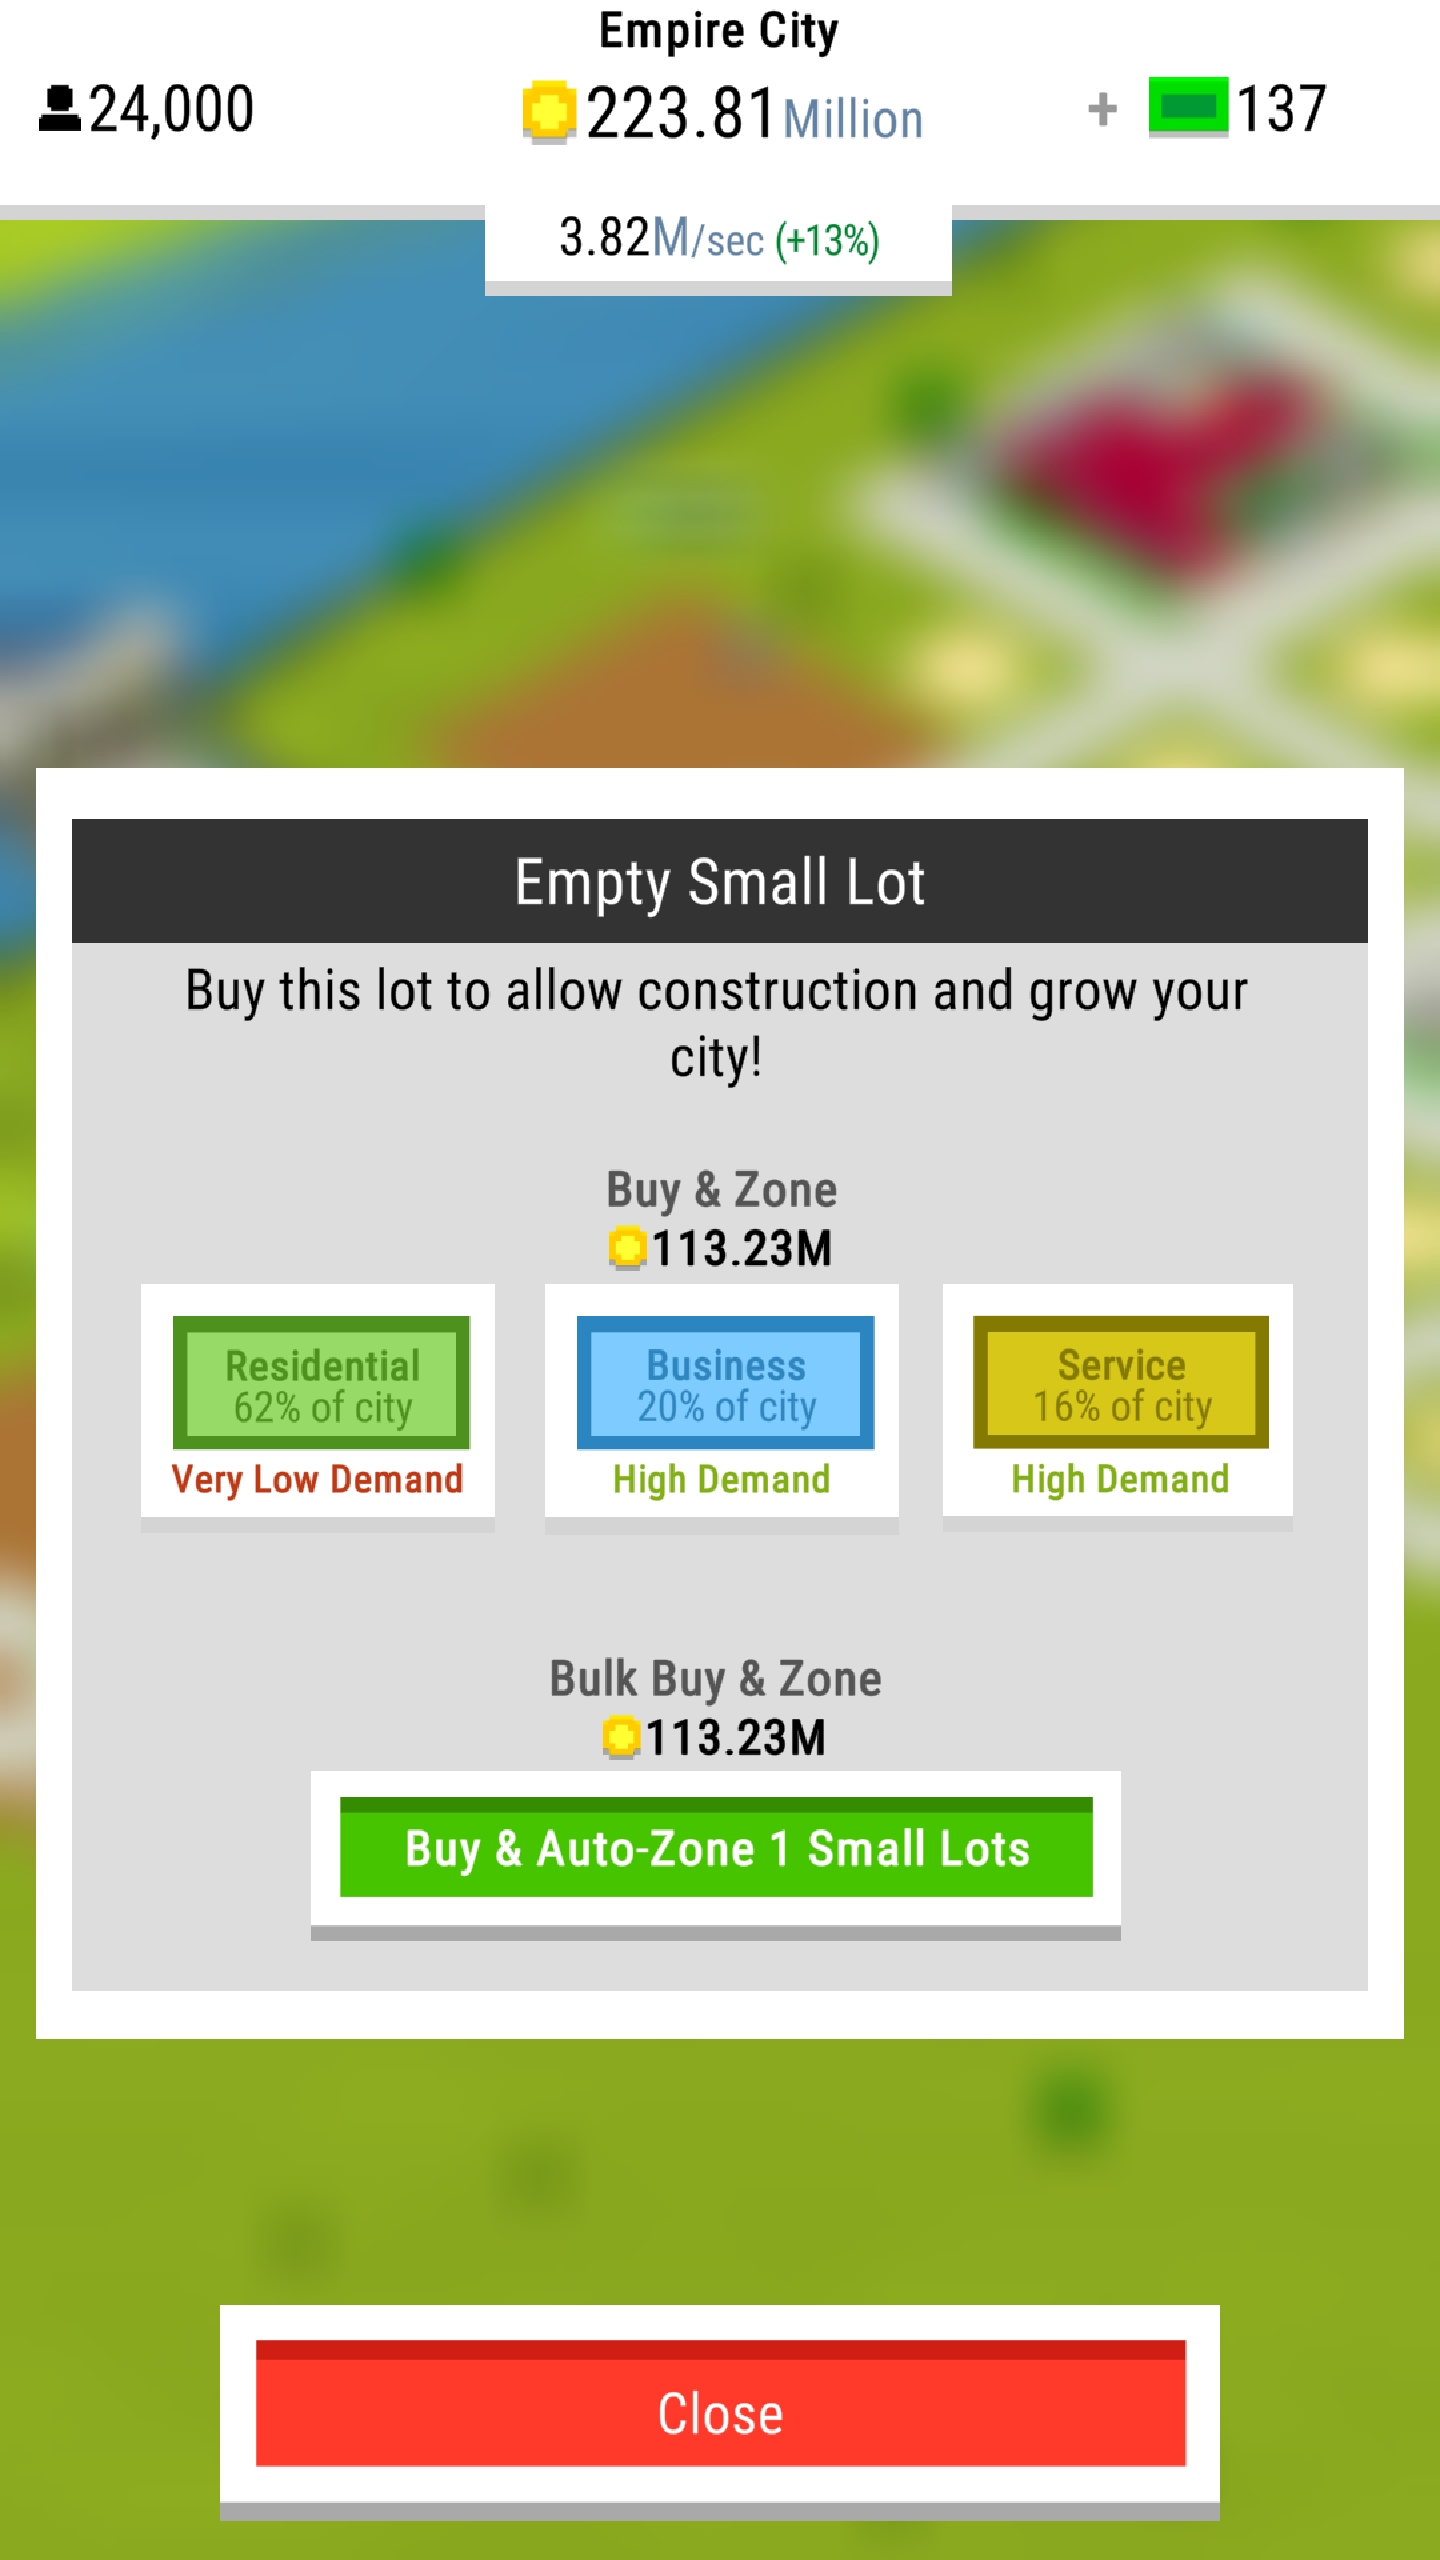 Empire City
24,000
223.81Million
+ 137
3.82M/sec (+13%)
Empty Small Lot
Buy this lot to allow construction and grow your
city!
Buy & Zone
113.23M
Residential
62% of city
Very Low Demand
Business
20% of city
High Demand
Service
16% of city
High Demand
Bulk Buy & Zone
113.23M
Buy & Auto-Zone 1 Small Lots
Close